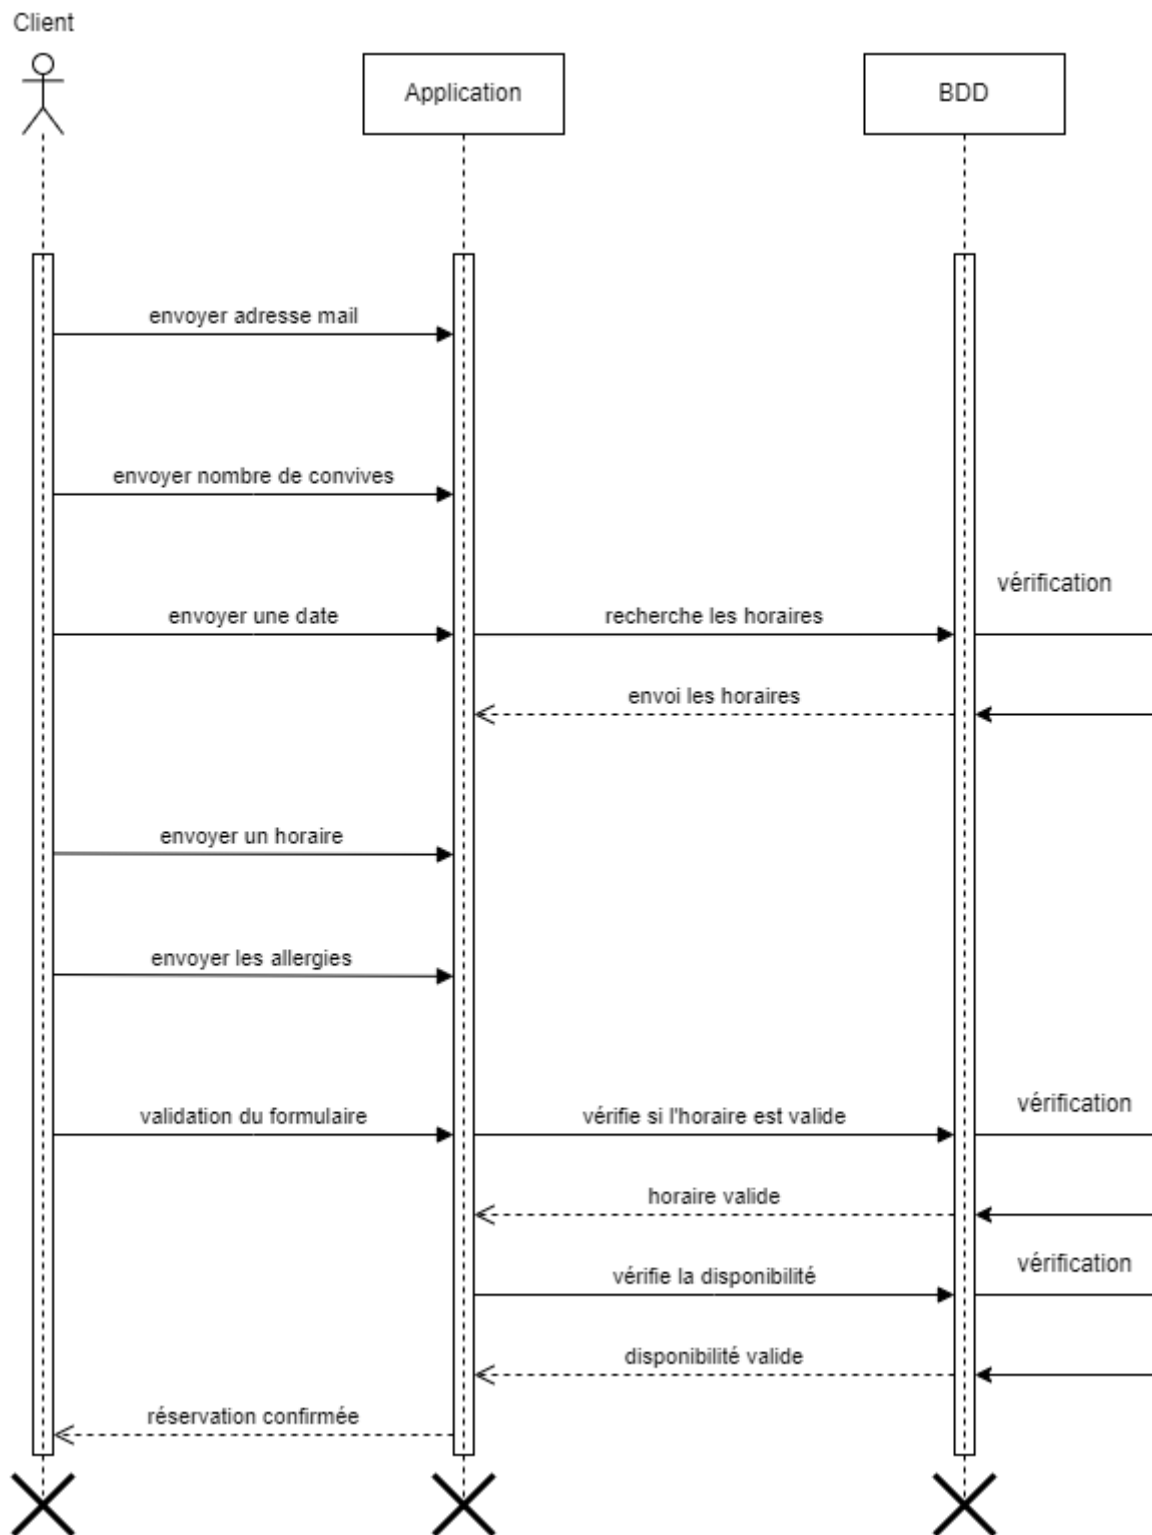 Client
Application
BDD
envoyer adresse mail
envoyer nombre de convives
vérification
envoyer une date
recherche les horaires
envoi les horaires
envoyer un horaire
envoyer les allergies
vérification
validation du formulaire
vérifie si l'horaire est valide
horaire valide
vérification
vérifie la disponibilité
disponibilité valide
réservation confirmée